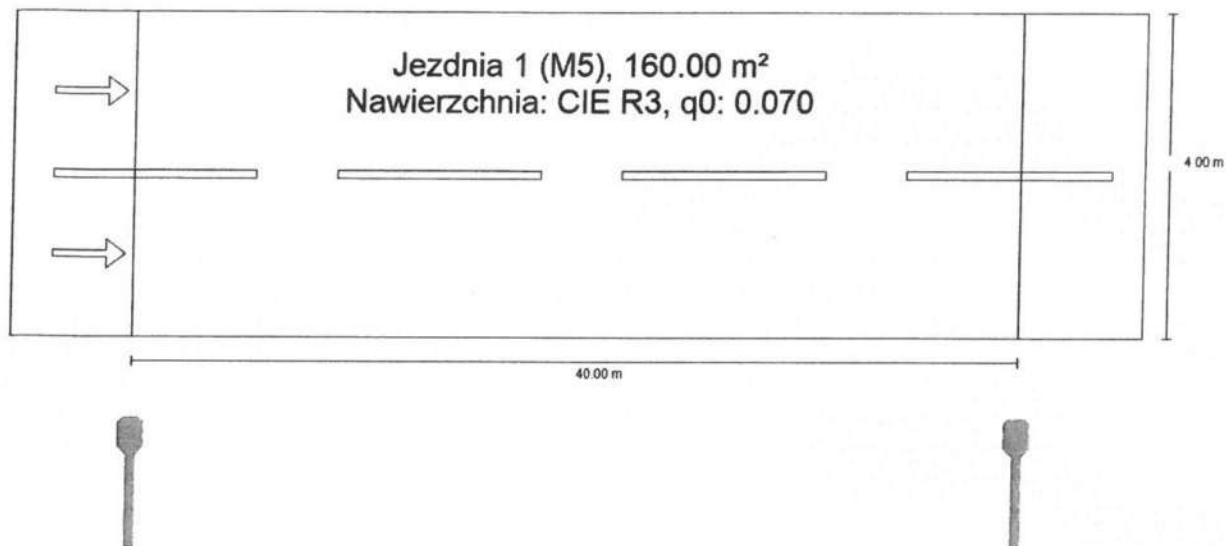 Jezdnia 1 (M5), 160.00 m²
Nawierzchnia: CIE R3, q0: 0.070
4.00 m
40.00 m